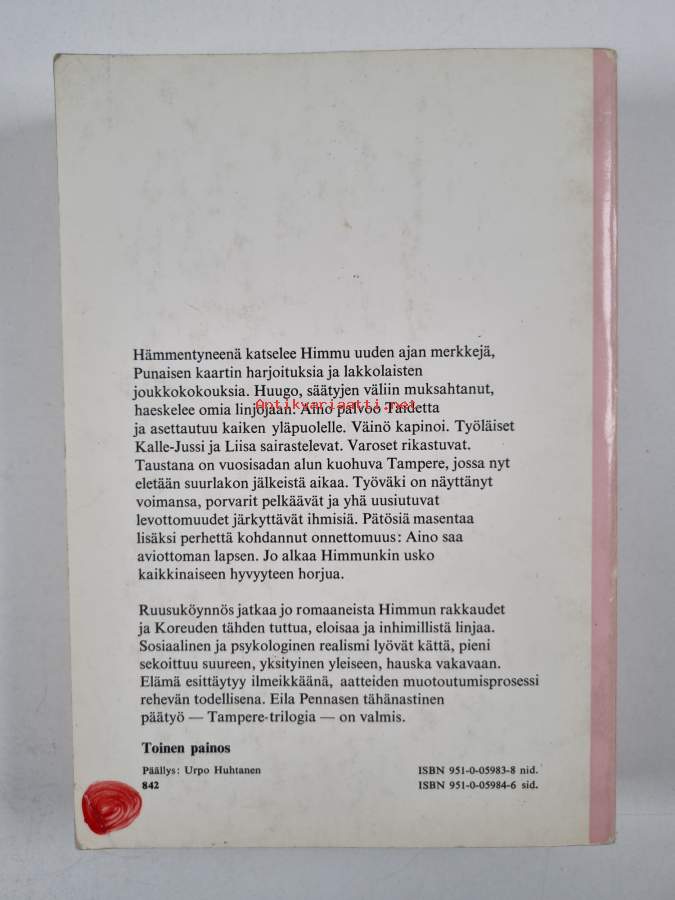 Hämmentyneenä katselee Himmu uuden ajan merkkejä,
Punaisen kaartin harjoituksia ja lakkolaisten
joukkokokouksia. Huugo, säätyjen väliin muksahtanut,
haeskelee omia linjojaan. Aino palvoo Taidetta
Antikvariaatti.net
ja asettautuu kaiken yläpuolelle. Väinö kapinoi. Työläiset
Kalle-Jussi ja Liisa sairastelevat. Varoset rikastuvat.
Taustana on vuosisadan alun kuohuva Tampere, jossa nyt
eletään suurlakon jälkeistä aikaa. Työväki on näyttänyt
voimansa, porvarit pelkäävät ja yhä uusiutuvat
levottomuudet järkyttävät ihmisiä. Pätösiä masentaa
lisäksi perhettä kohdannut onnettomuus: Aino saa
aviottoman lapsen. Jo alkaa Himmunkin usko
kaikkinaiseen hyvyyteen horjua.
Ruusuköynnös jatkaa jo romaaneista Himmun rakkaudet
ja Koreuden tähden tuttua, eloisaa ja inhimillistä linjaa.
Sosiaalinen ja psykologinen realismi lyövät kättä, pieni
sekoittuu suureen, yksityinen yleiseen, hauska vakavaan.
Elämä esittäytyy ilmeikkäänä, aatteiden muotoutumisprosessi
rehevän todellisena. Eila Pennasen tähänastinen
päätyö — Tampere-trilogia — on valmis.
Toinen painos
Päällys: Urpo Huhtanen
842
ISBN 951-0-05983-8 nid.
ISBN 951-0-05984-6 sid.